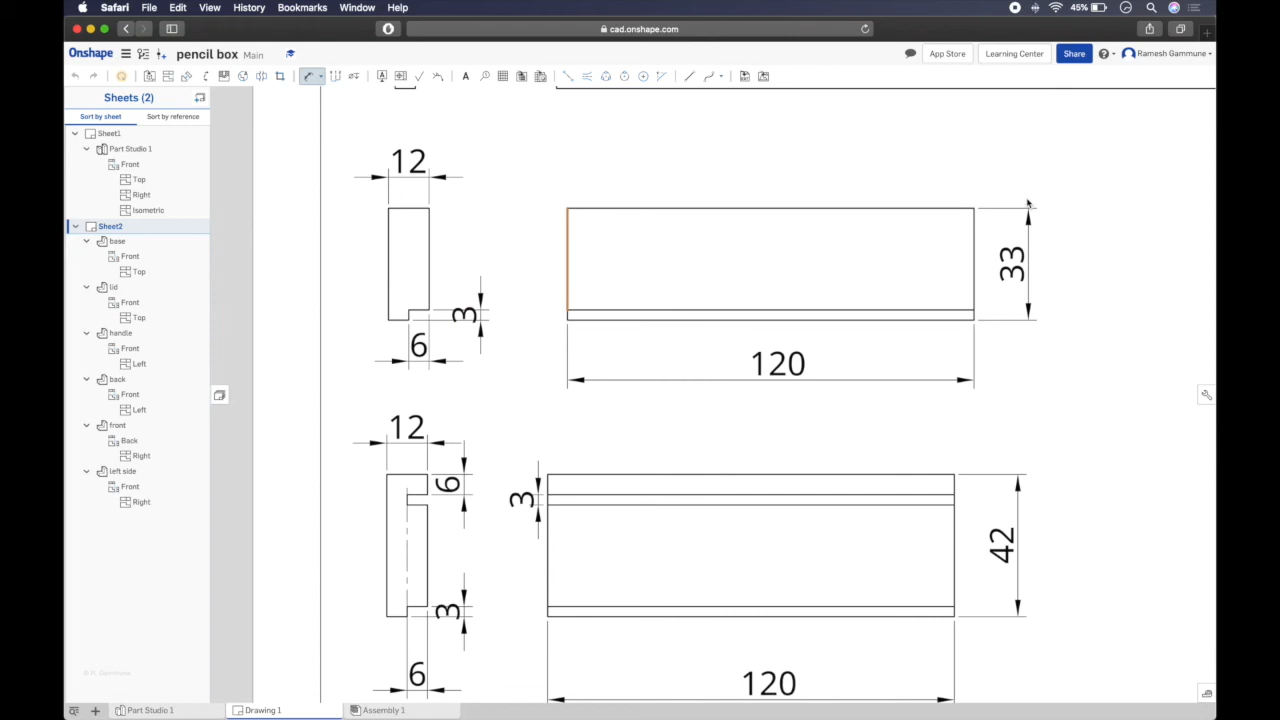 Safari File Edit View History Bookmarks Window Help 45%
cad.onshape.com
Onshape pencil box Main App Store Learning Center Share Ramesh Gammune
Sheets (2)
Sort by sheet Sort by reference
Sheet1
Part Studio 1
Front
Top
Right
Isometric
Sheet2
base
Front
Top
lid
Front
Top
handle
Front
Left
back
Front
Left
front
Back
Right
left side
Front
Right
12
33
3
6
120
12
6
3
42
3
6
120
© R. Gammune
Part Studio 1 Drawing 1 Assembly 1